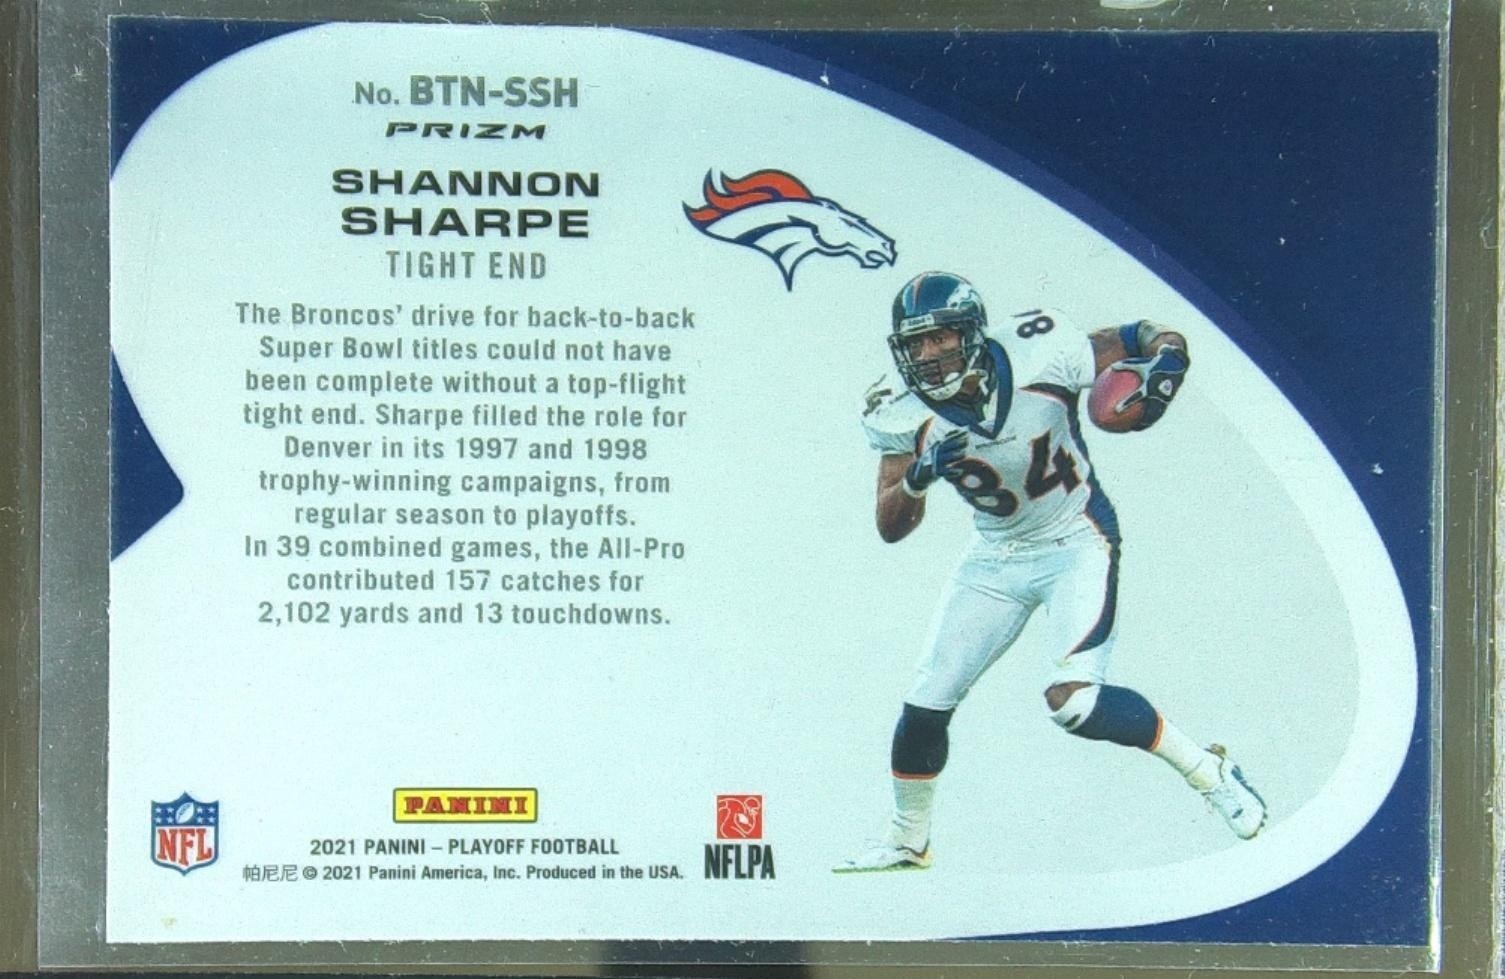 No. BTN-SSH
PRIZM
SHANNON
SHARPE
TIGHT END
The Broncos' drive for back-to-back
Super Bowl titles could not have
been complete without a top-flight
tight end. Sharpe filled the role for
Denver in its 1997 and 1998
trophy-winning campaigns, from
regular season to playoffs.
In 39 combined games, the All-Pro
contributed 157 catches for
2,102 yards and 13 touchdowns.
84
84
NFL
PANINI
2021 PANINI – PLAYOFF FOOTBALL
帕尼尼 © 2021 Panini America, Inc. Produced in the USA.
NFLPA